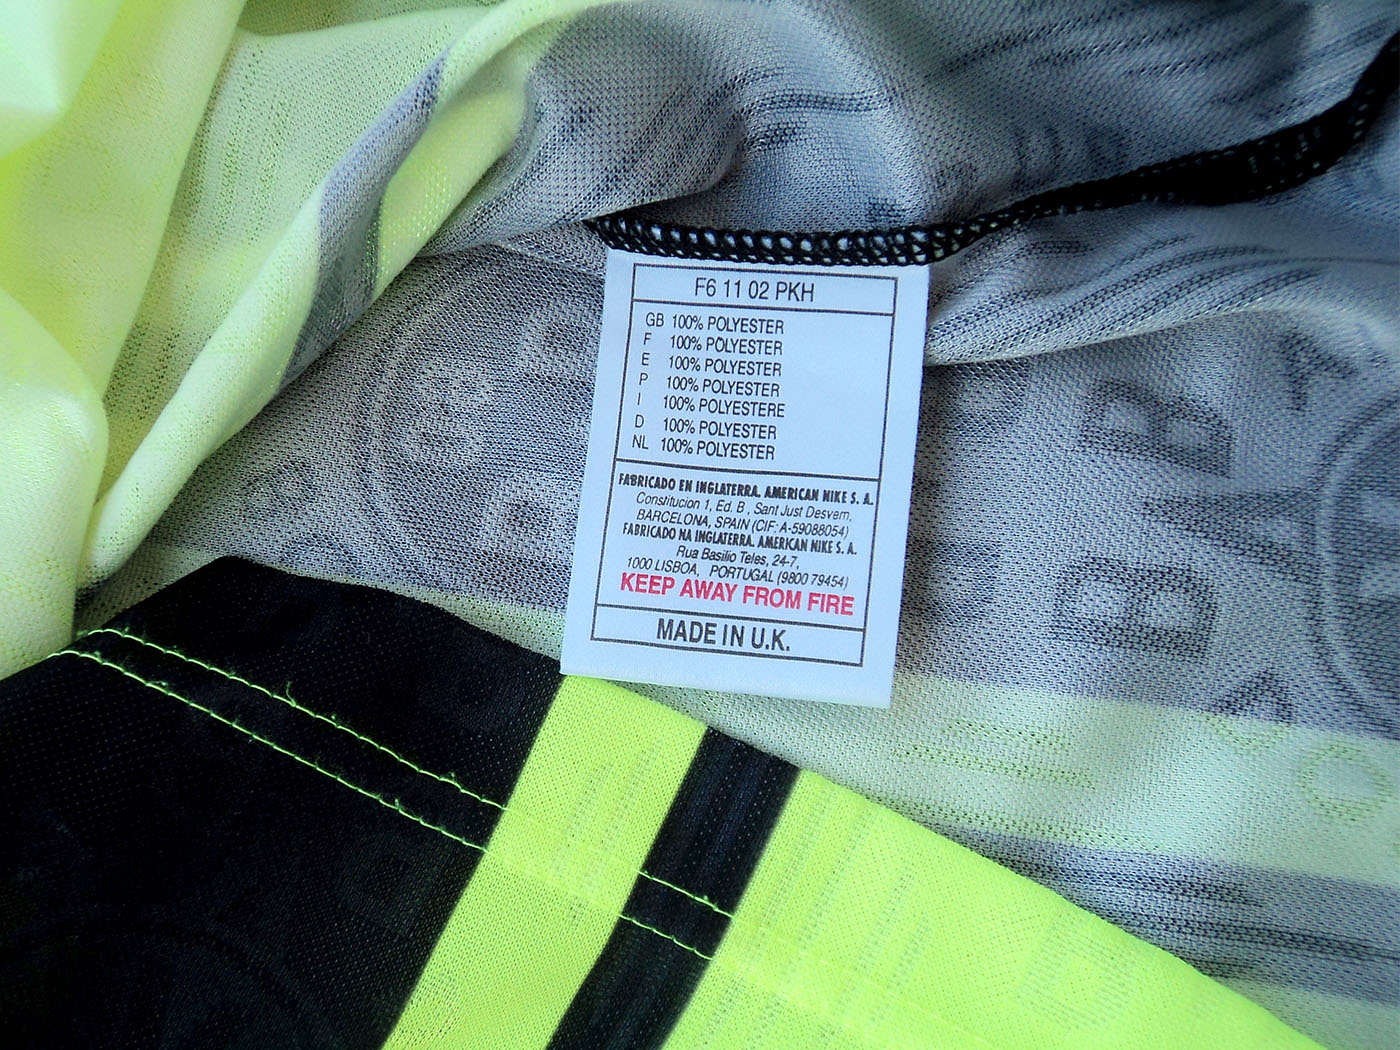 F6 11 02 PKH
GB 100% POLYESTER
F 100% POLYESTER
E 100% POLYESTER
P 100% POLYESTER
I 100% POLYESTERE
D 100% POLYESTER
NL 100% POLYESTER
FABRICADO EN INGLATERRA. AMERICAN NIKE S. A.
Constitucion 1, Ed. B , Sant Just Desvern,
BARCELONA, SPAIN (CIF: A-59088054)
FABRICADO NA INGLATERRA. AMERICAN NIKE S. A.
Rua Basilio Teles, 24-7,
1000 LISBOA, PORTUGAL (9800 79454)
KEEP AWAY FROM FIRE
MADE IN U.K.